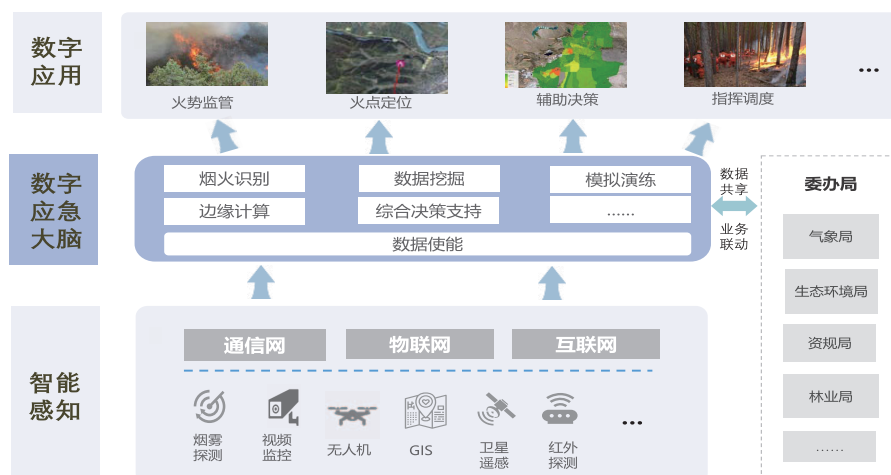 数字
应用
火势监管
火点定位
辅助决策
指挥调度
...
数字
应急
大脑
烟火识别
数据挖掘
模拟演练
边缘计算
综合决策支持
......
数据使能
数据
共享
业务
联动
委办局
气象局
生态环境局
资规局
林业局
......
智能
感知
通信网
物联网
互联网
烟雾
探测
视频
监控
无人机
GIS
卫星
遥感
红外
探测
...